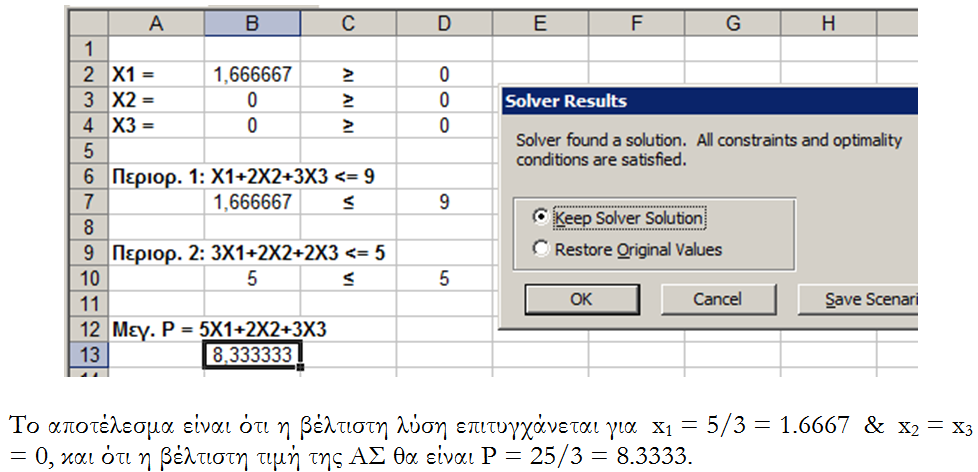 A B C D E F G H
1
2 X1 = 1,666667 ≥ 0
3 X2 = 0 ≥ 0
4 X3 = 0 ≥ 0
5
6 Περιορ. 1: X1+2X2+3X3 <= 9
7 1,666667 ≤ 9
8
9 Περιορ. 2: 3X1+2X2+2X3 <= 5
10 5 ≤ 5
11
12 Μεγ. P = 5X1+2X2+3X3
13 8,333333
Solver Results
Solver found a solution. All constraints and optimality
conditions are satisfied.
Keep Solver Solution
Restore Original Values
OK Cancel Save Scenari
Το αποτέλεσμα είναι ότι η βέλτιστη λύση επιτυγχάνεται για x₁ = 5/3 = 1.6667 & x₂ = x₃
= 0, και ότι η βέλτιστη τιμή της ΑΣ θα είναι P = 25/3 = 8.3333.